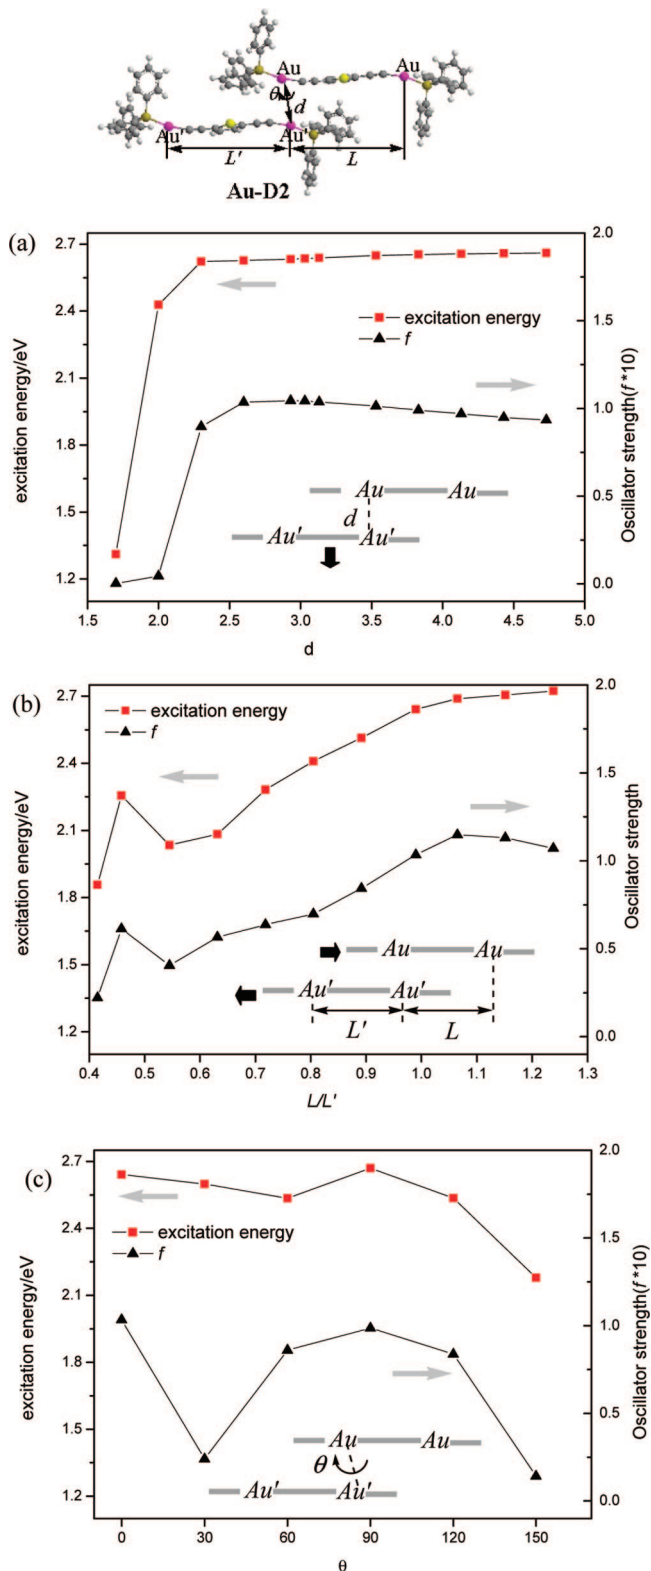 Au Au
θ d
Au' Au'
L' L
Au-D2
(a)
2.7
2.4
2.1
1.8
1.5
1.2
excitation energy/eV
2.0
1.5
1.0
0.5
0.0
Oscillator strength(f*10)
excitation energy
f
Au Au
d
Au' Au'
1.5 2.0 2.5 3.0 3.5 4.0 4.5 5.0
d
(b)
2.7
2.4
2.1
1.8
1.5
1.2
excitation energy/eV
2.0
1.5
1.0
0.5
0.0
Oscillator strength
excitation energy
f
Au Au
Au' Au'
L' L
0.4 0.5 0.6 0.7 0.8 0.9 1.0 1.1 1.2 1.3
L/L'
(c)
2.7
2.4
2.1
1.8
1.5
1.2
excitation energy/eV
2.0
1.5
1.0
0.5
0.0
Oscillator strength(f*10)
excitation energy
f
Au Au
θ
Au' Au'
0 30 60 90 120 150
θ